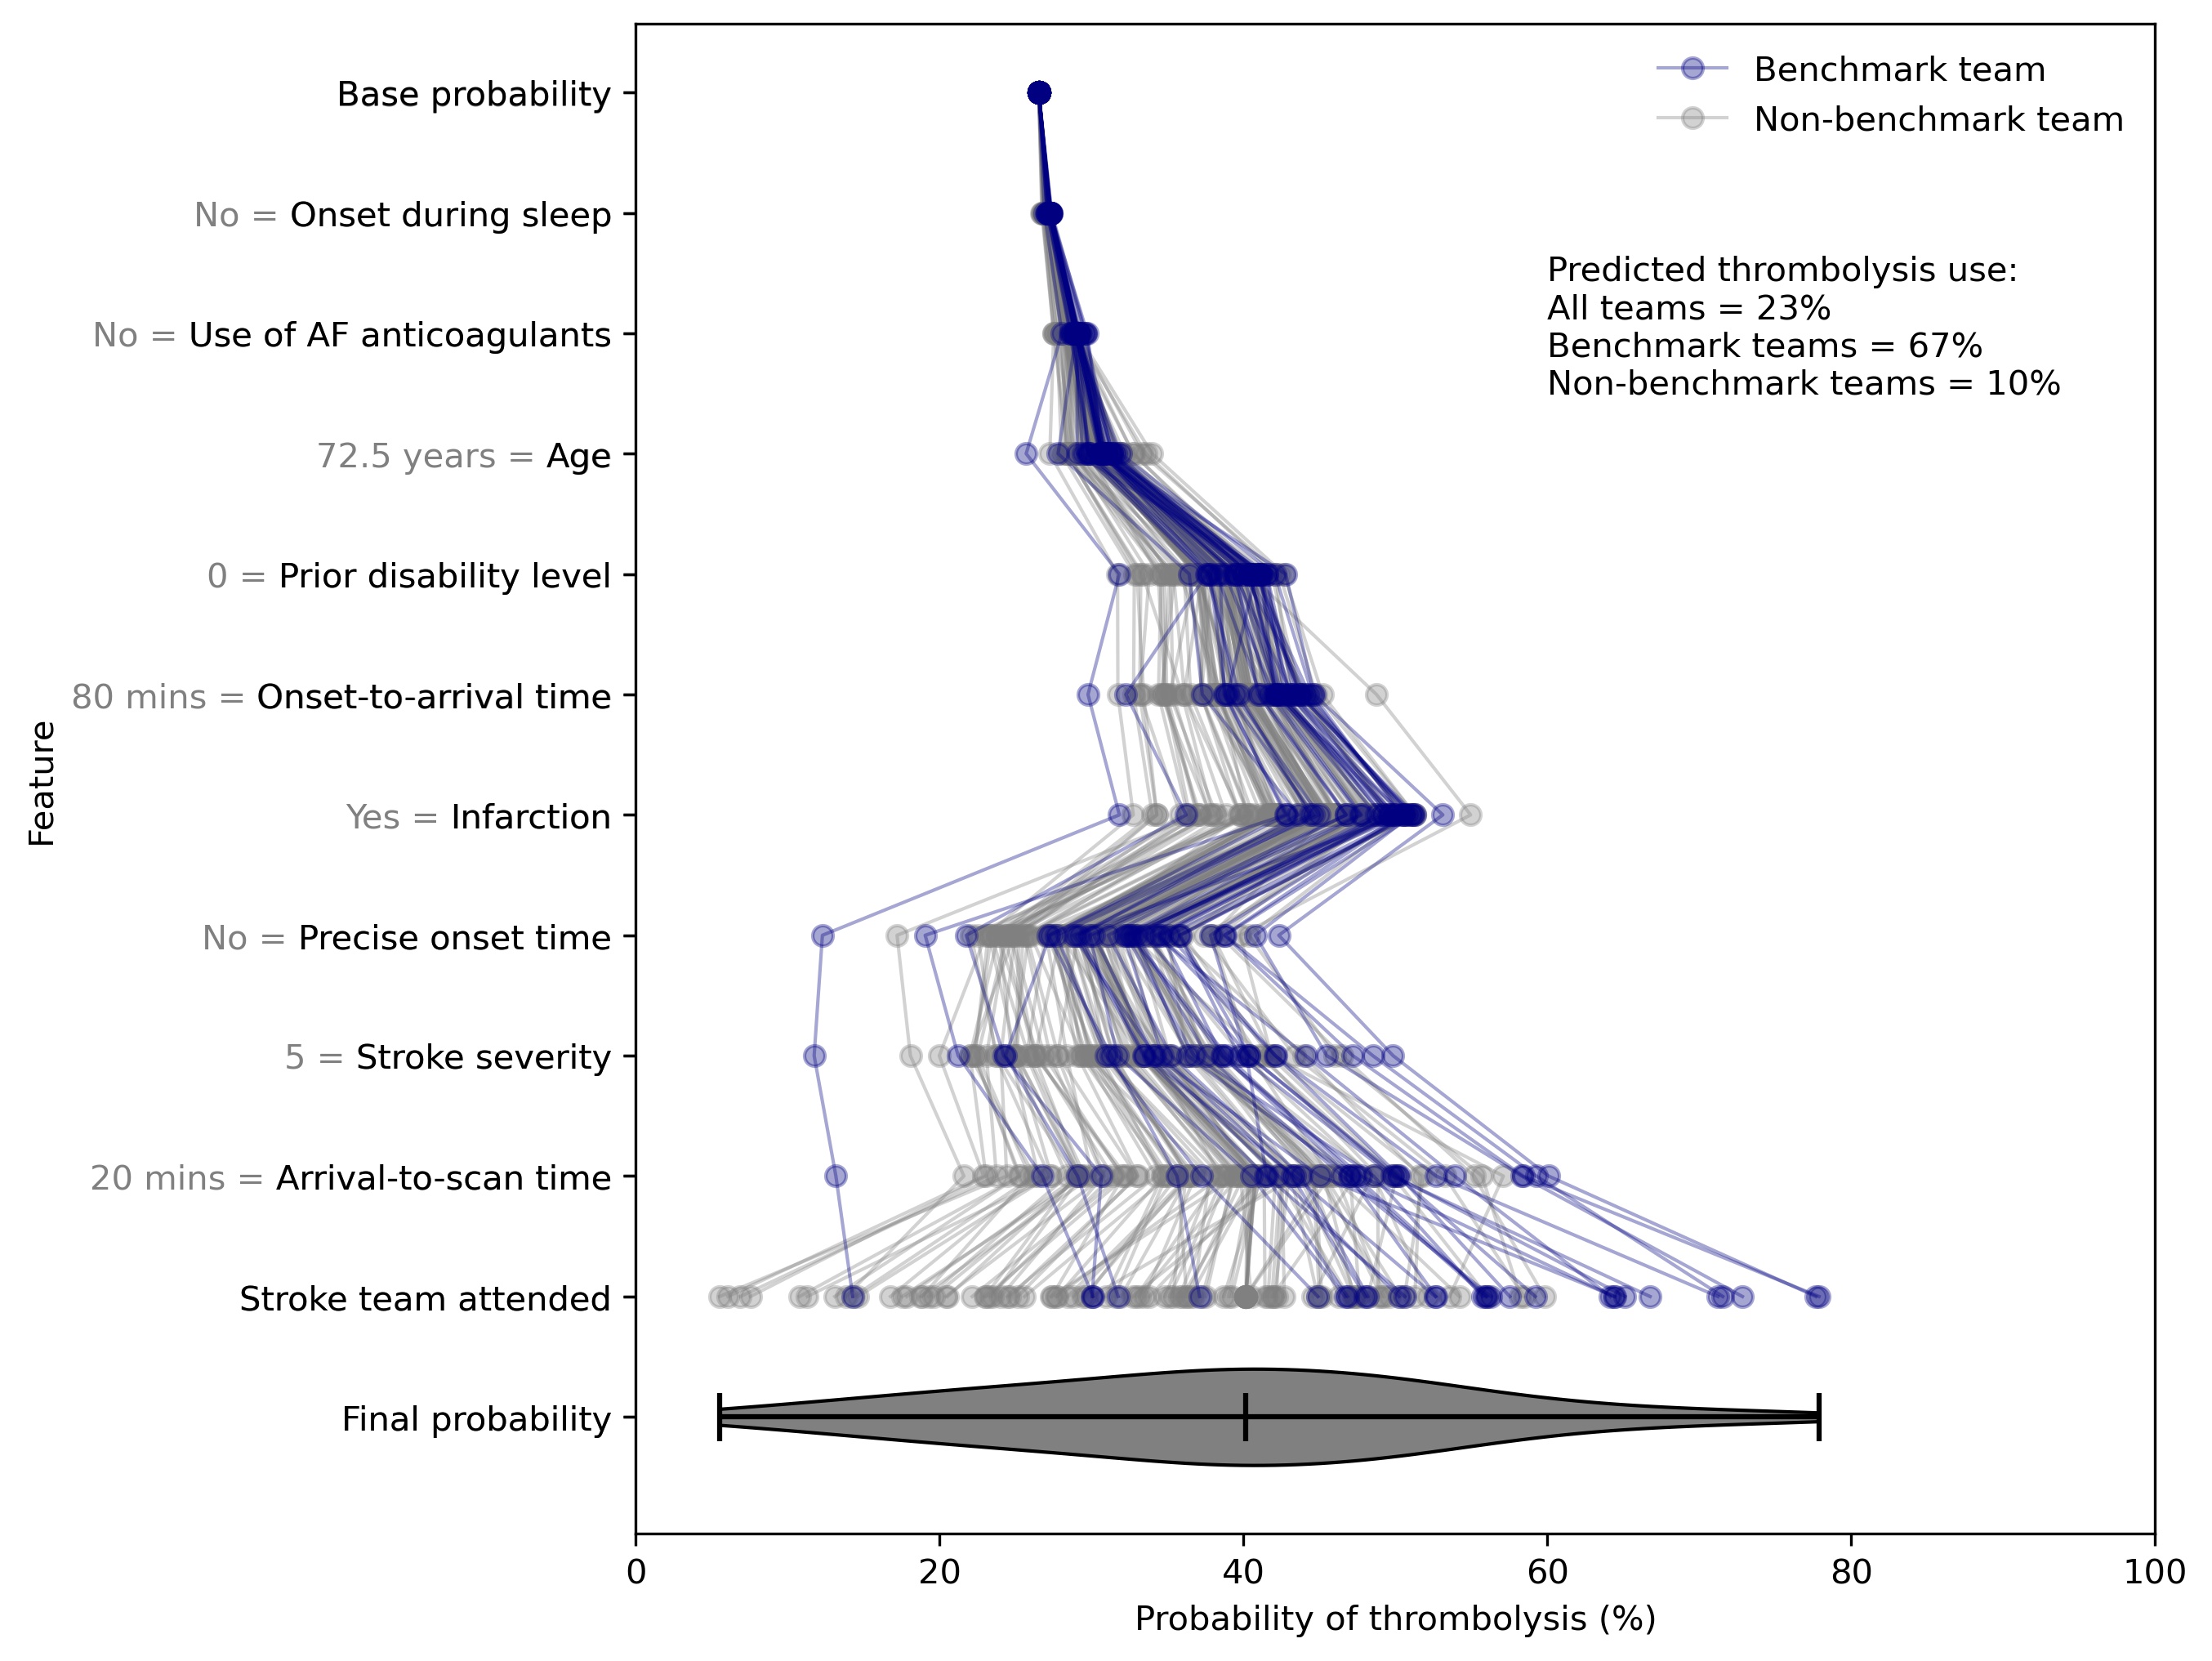 Benchmark team
Non-benchmark team
Predicted thrombolysis use:
All teams = 23%
Benchmark teams = 67%
Non-benchmark teams = 10%
Feature
Base probability
No = Onset during sleep
No = Use of AF anticoagulants
72.5 years = Age
0 = Prior disability level
80 mins = Onset-to-arrival time
Yes = Infarction
No = Precise onset time
5 = Stroke severity
20 mins = Arrival-to-scan time
Stroke team attended
Final probability
0 20 40 60 80 100
Probability of thrombolysis (%)